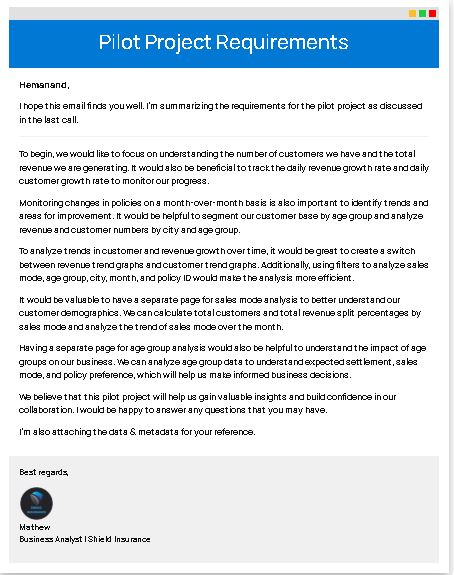 Pilot Project Requirements
Hemanand,
I hope this email finds you well. I'm summarizing the requirements for the pilot project as discussed
in the last call.
To begin, we would like to focus on understanding the number of customers we have and the total
revenue we are generating. It would also be beneficial to track the daily revenue growth rate and daily
customer growth rate to monitor our progress.
Monitoring changes in policies on a month-over-month basis is also important to identify trends and
areas for improvement. It would be helpful to segment our customer base by age group and analyze
revenue and customer numbers by city and age group.
To analyze trends in customer and revenue growth over time, it would be great to create a switch
between revenue trend graphs and customer trend graphs. Additionally, using filters to analyze sales
mode, age group, city, month, and policy ID would make the analysis more efficient.
It would be valuable to have a separate page for sales mode analysis to better understand our
customer demographics. We can calculate total customers and total revenue split percentages by
sales mode and analyze the trend of sales mode over the month.
Having a separate page for age group analysis would also be helpful to understand the impact of age
groups on our business. We can analyze age group data to understand expected settlement, sales
mode, and policy preference, which will help us make informed business decisions.
We believe that this pilot project will help us gain valuable insights and build confidence in our
collaboration. I would be happy to answer any questions that you may have.
I'm also attaching the data & metadata for your reference.
Best regards,
Mathew
Business Analyst | Shield Insurance